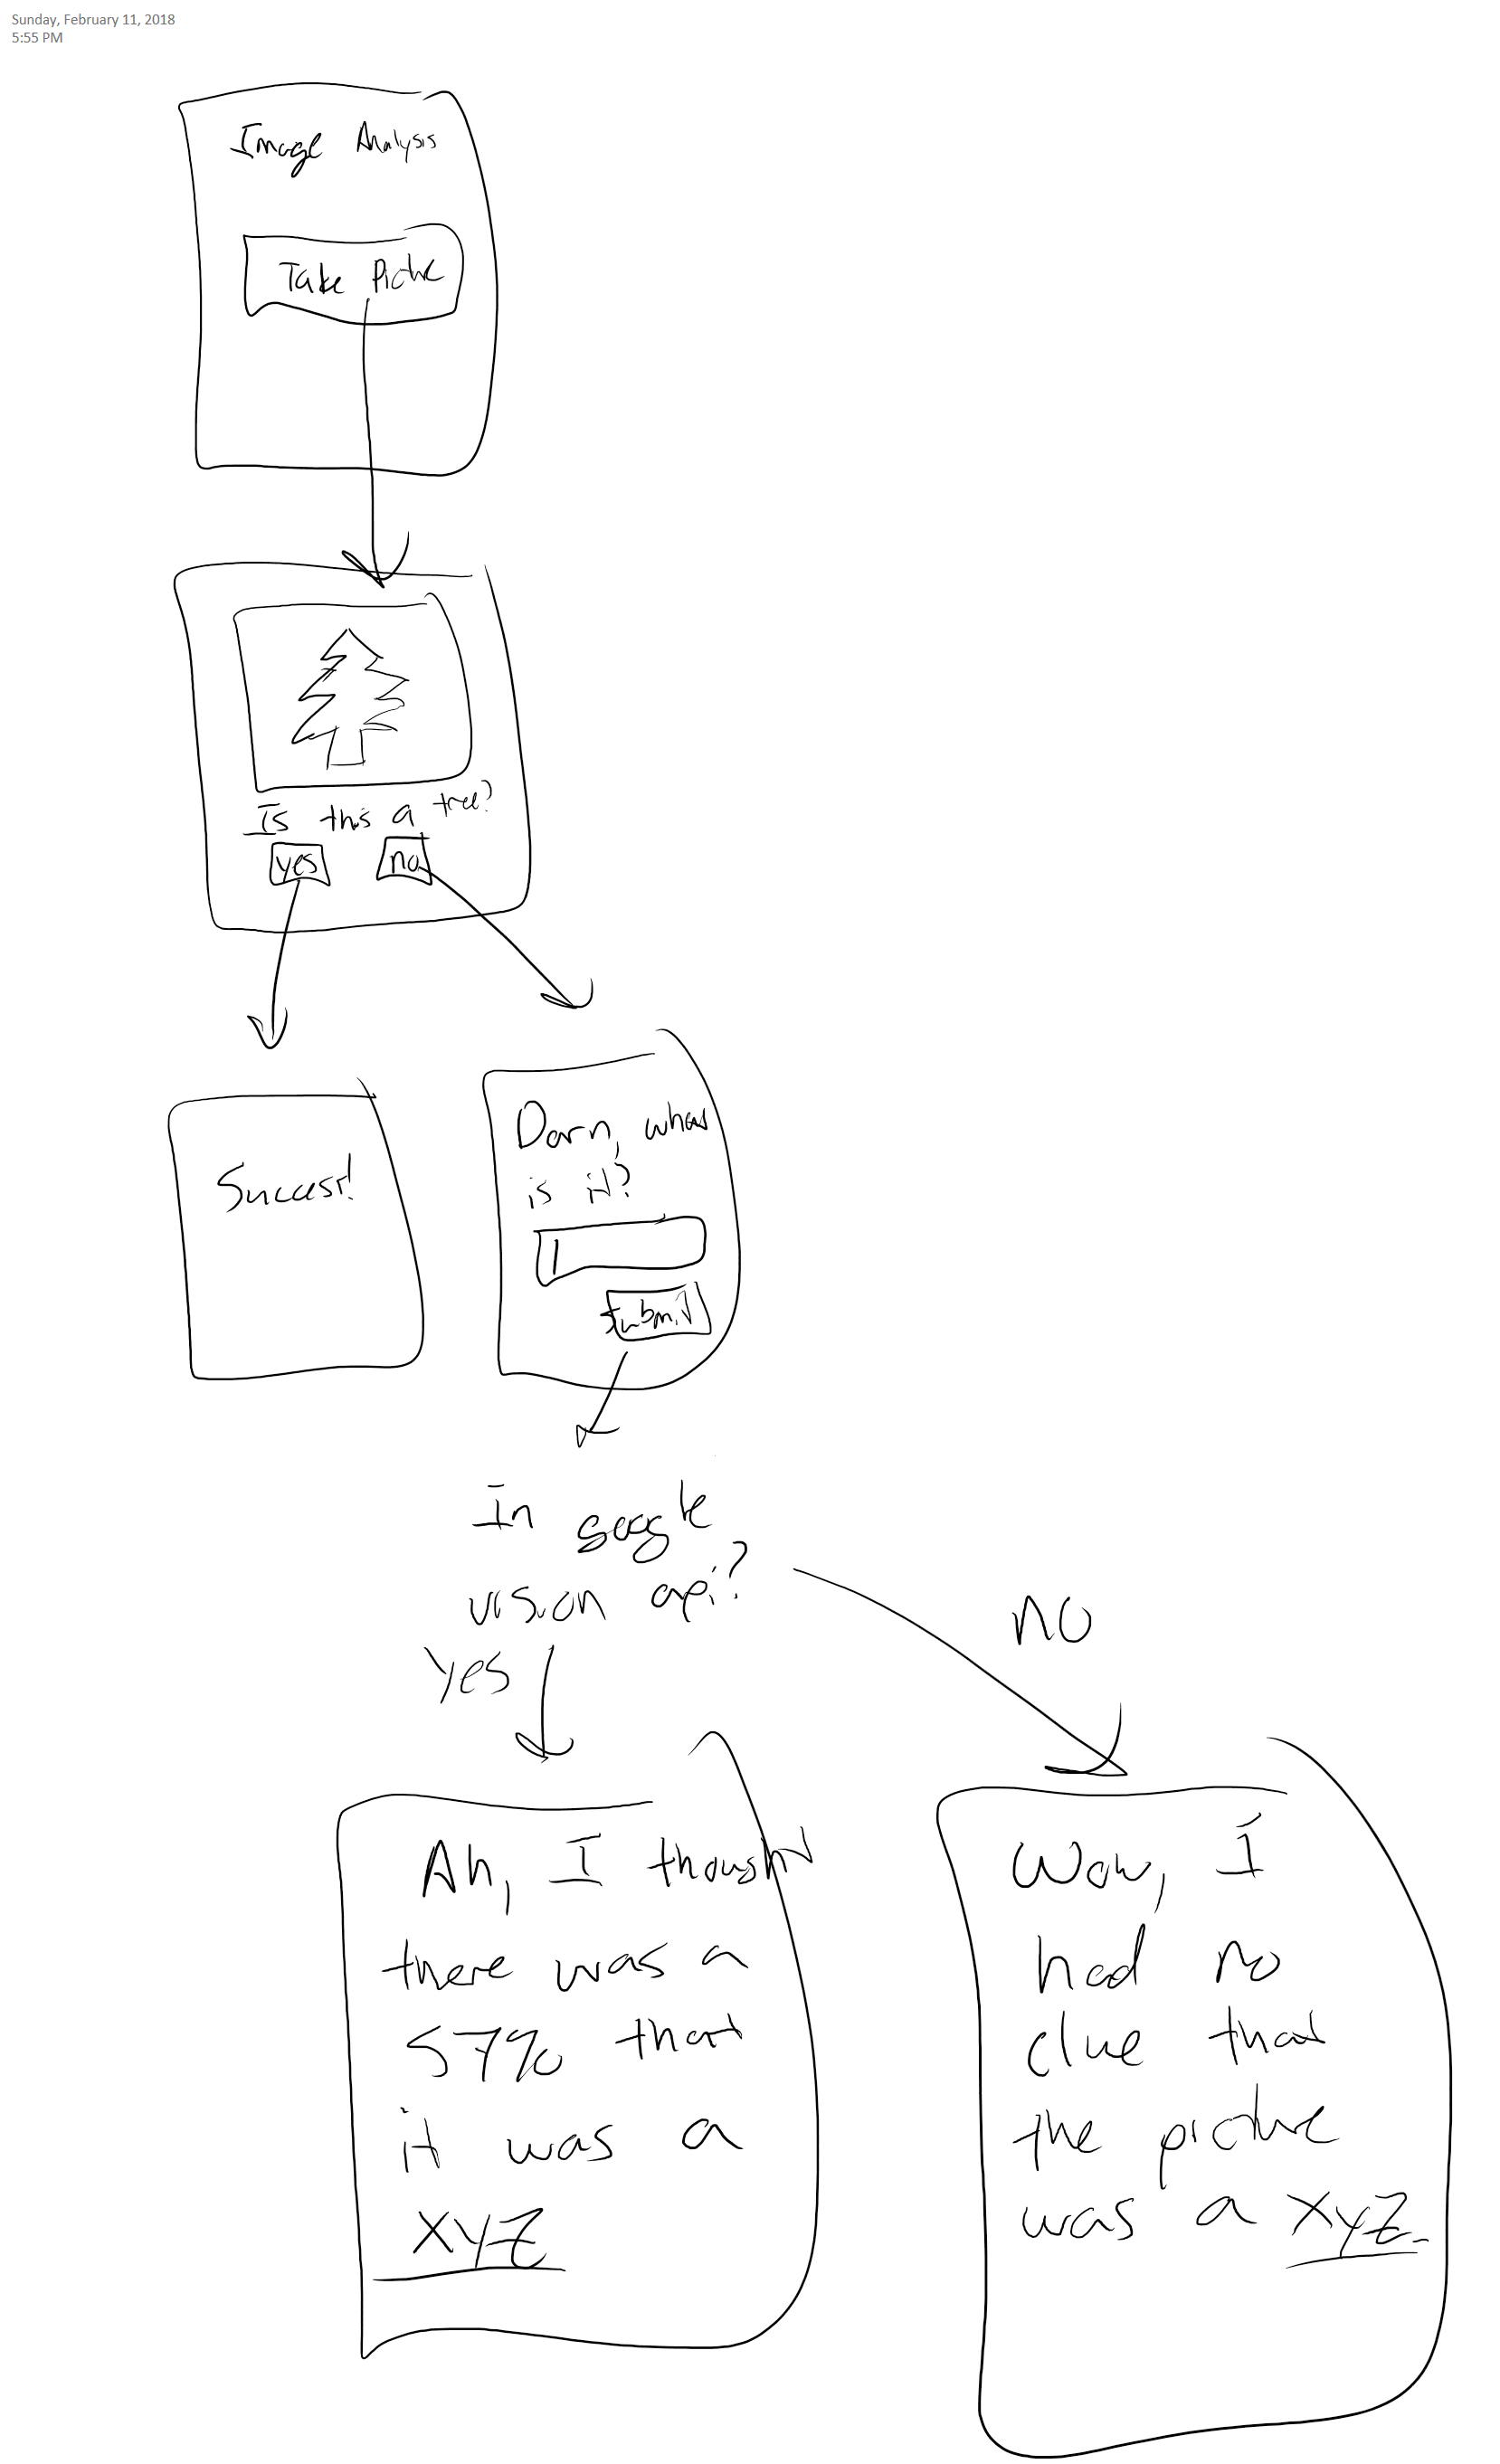 Sunday, February 11, 2018
5:55 PM
Image Analysis
Take Picture
Is this a tree?
yes
no
Success!
Darn, what
is it?
Submit
In google
vision api?
Yes
NO
Ah, I thought
there was a
57% that
it was a
XYZ
Wow, I
had no
clue that
the picture
was a XYZ.